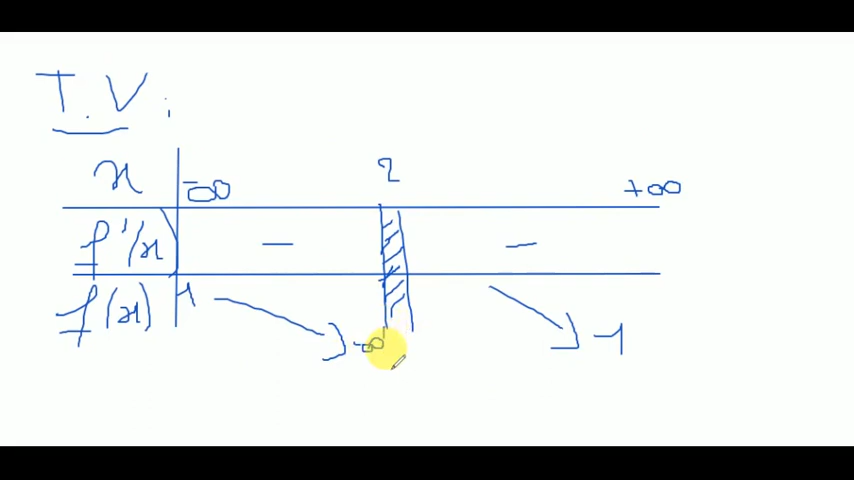 T.V:
x -∞ 2 +∞
f'(x) - -
f(x) -1 -∞ -1